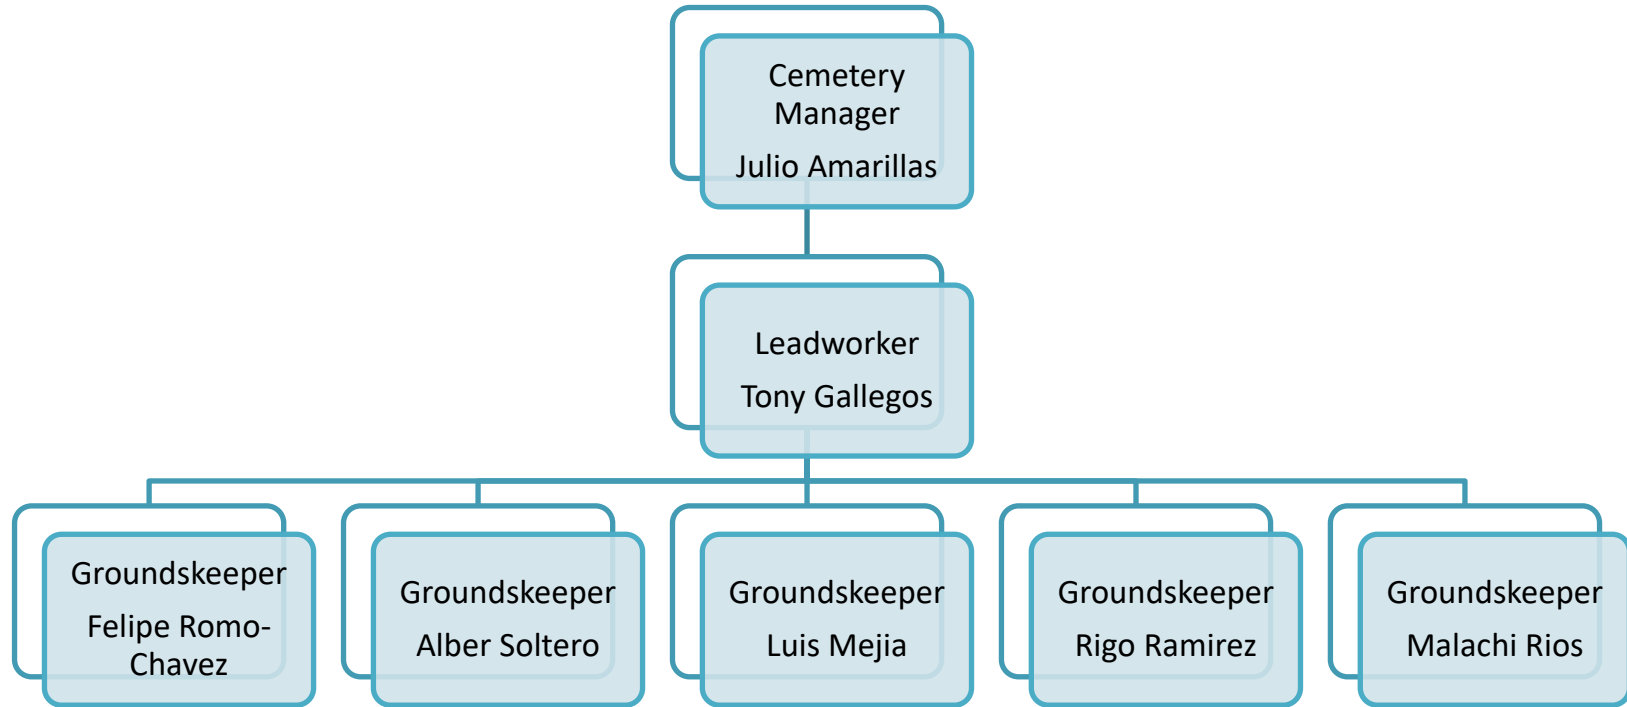 Cemetery
Manager
Julio Amarillas
Leadworker
Tony Gallegos
Groundskeeper
Felipe Romo-
Chavez
Groundskeeper
Alber Soltero
Groundskeeper
Luis Mejia
Groundskeeper
Rigo Ramirez
Groundskeeper
Malachi Rios